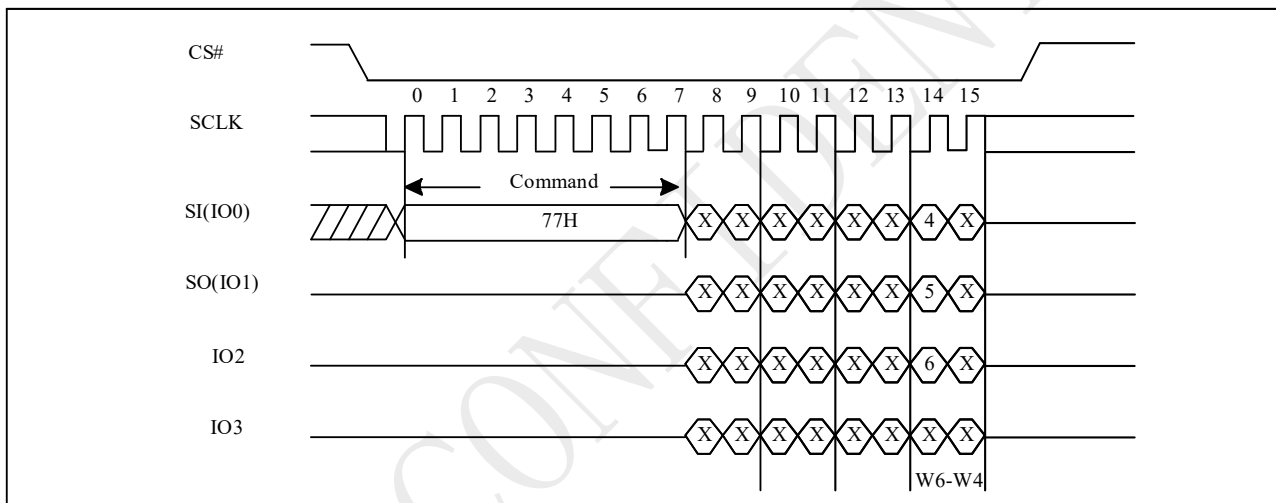 CS#
0 1 2 3 4 5 6 7 8 9 10 11 12 13 14 15
SCLK
Command
SI(IO0) 77H X X X X X X 4 X
SO(IO1) X X X X X X 5 X
IO2 X X X X X X 6 X
IO3 X X X X X X X X
W6-W4
CONFIDEN